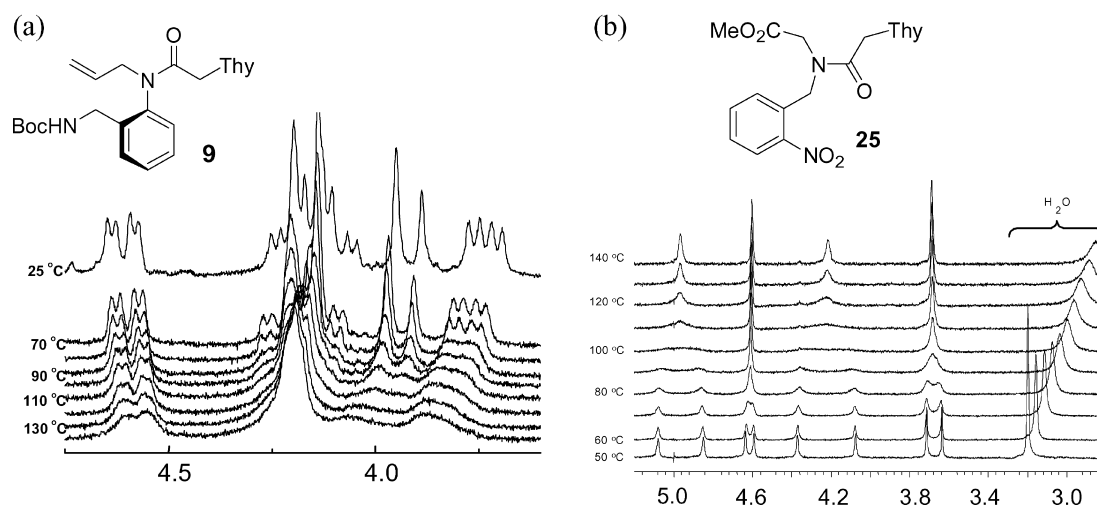 (a)
O
N
Thy
BocHN
9
25 °C
70 °C
90 °C
110 °C
130 °C
4.5
4.0
(b)
MeO2C
Thy
N
O
NO2
25
H2O
140 °C
120 °C
100 °C
80 °C
60 °C
50 °C
5.0
4.6
4.2
3.8
3.4
3.0